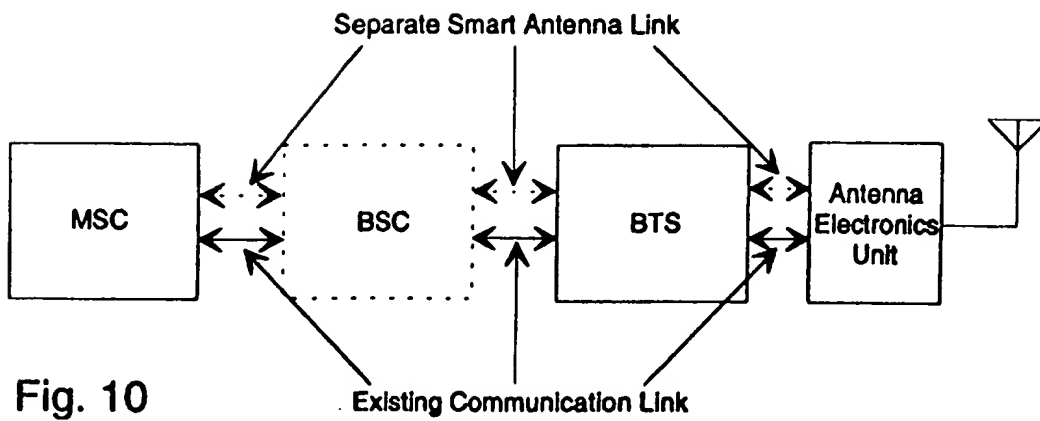 Separate Smart Antenna Link
MSC
BSC
BTS
Antenna
Electronics
Unit
Existing Communication Link
Fig. 10